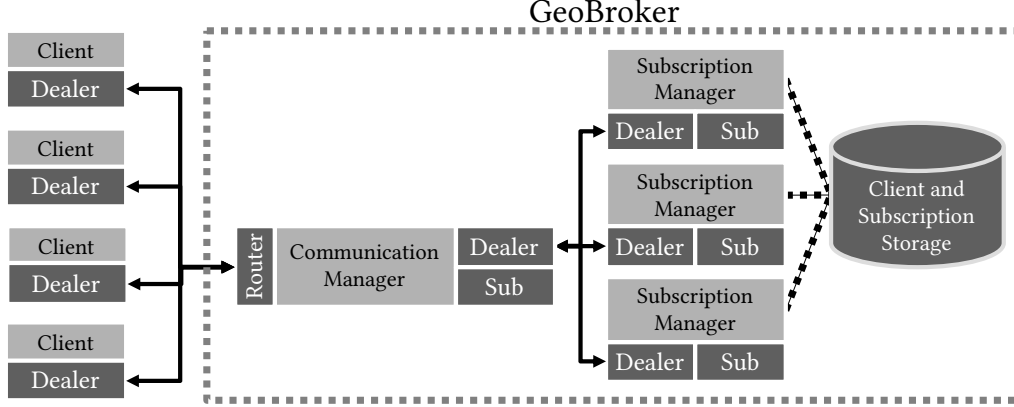 GeoBroker
Client
Dealer
Client
Dealer
Client
Dealer
Client
Dealer
Router
Communication
Manager
Dealer
Sub
Subscription
Manager
Dealer Sub
Subscription
Manager
Dealer Sub
Subscription
Manager
Dealer Sub
Client and
Subscription
Storage